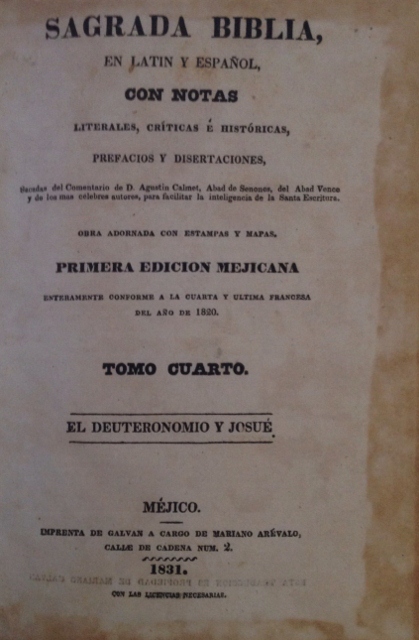 SAGRADA BIBLIA,
EN LATIN Y ESPAÑOL,
CON NOTAS
LITERALES, CRÍTICAS É HISTÓRICAS,
PREFACIOS Y DISERTACIONES,
Sacadas del Comentario de D. Agostin Calmet, Abad de Senones, del Abad Vence
y de los mas célebres autores, para facilitar la inteligencia de la Santa Escritura.
OBRA ADORNADA CON ESTAMPAS Y MAPAS.
PRIMERA EDICION MEJICANA
ENTERAMENTE CONFORME A LA CUARTA Y ULTIMA FRANCESA
DEL AÑO DE 1820.
TOMO CUARTO.
EL DEUTERONOMIO Y JOSUÉ
MÉJICO.
IMPRENTA DE GALVAN A CARGO DE MARIANO ARÉVALO,
CALLE DE CADENA NUM. 2.
1831.
CON LAS LICENCIAS NECESARIAS.